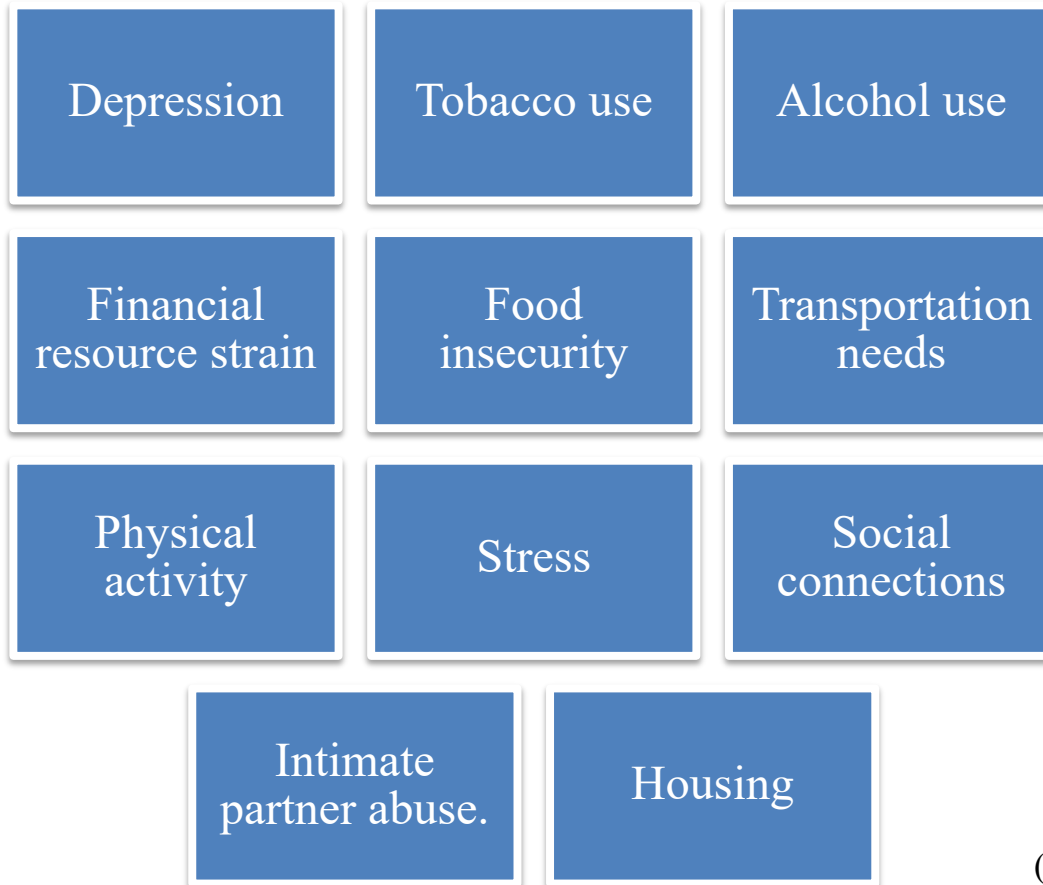 Depression
Tobacco use
Alcohol use
Financial
resource strain
Food
insecurity
Transportation
needs
Physical
activity
Stress
Social
connections
Intimate
partner abuse.
Housing
(